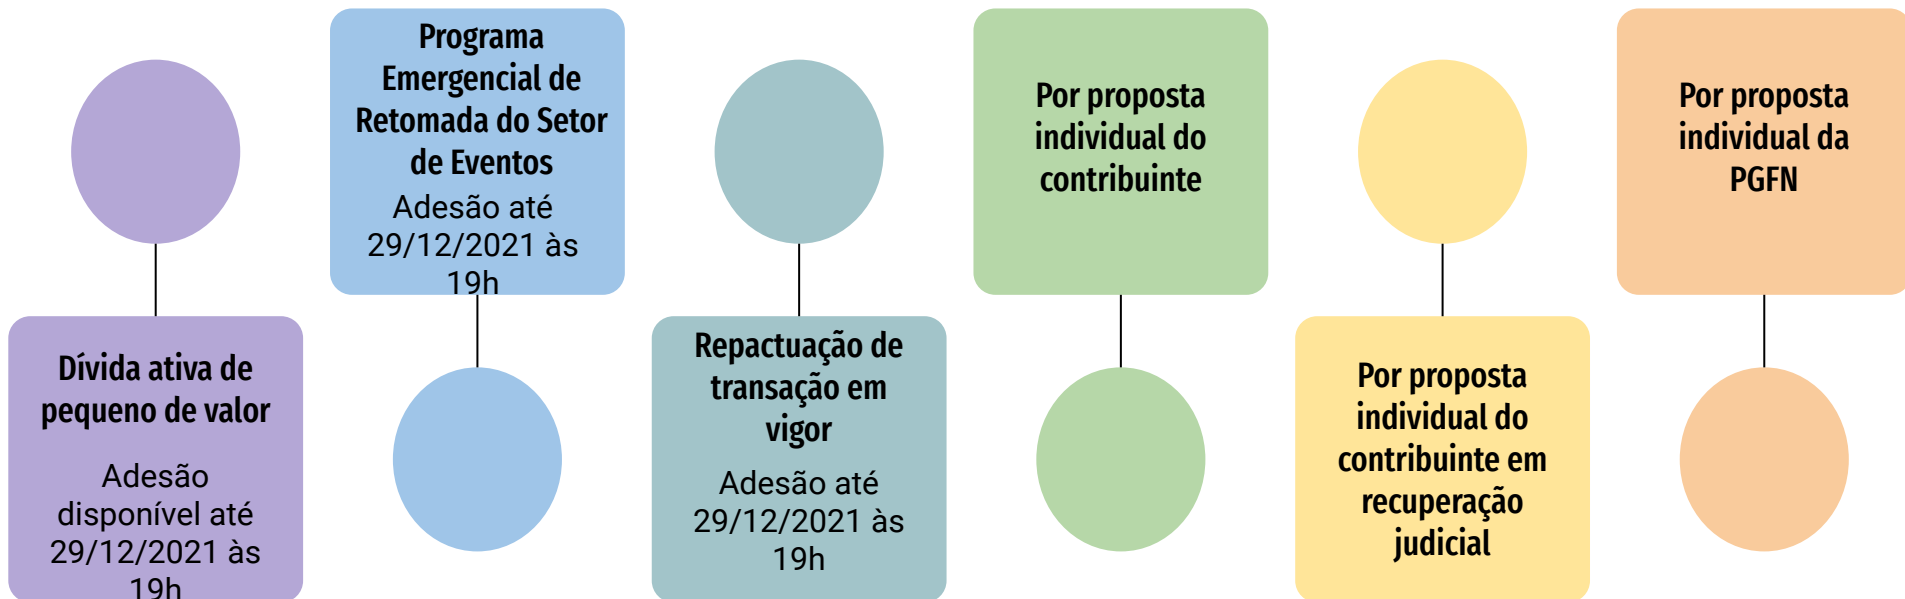 Dívida ativa de
pequeno de valor
Adesão
disponível até
29/12/2021 às
19h
Programa
Emergencial de
Retomada do Setor
de Eventos
Adesão até
29/12/2021 às
19h
Repactuação de
transação em
vigor
Adesão até
29/12/2021 às
19h
Por proposta
individual do
contribuinte
Por proposta
individual do
contribuinte em
recuperação
judicial
Por proposta
individual da
PGFN